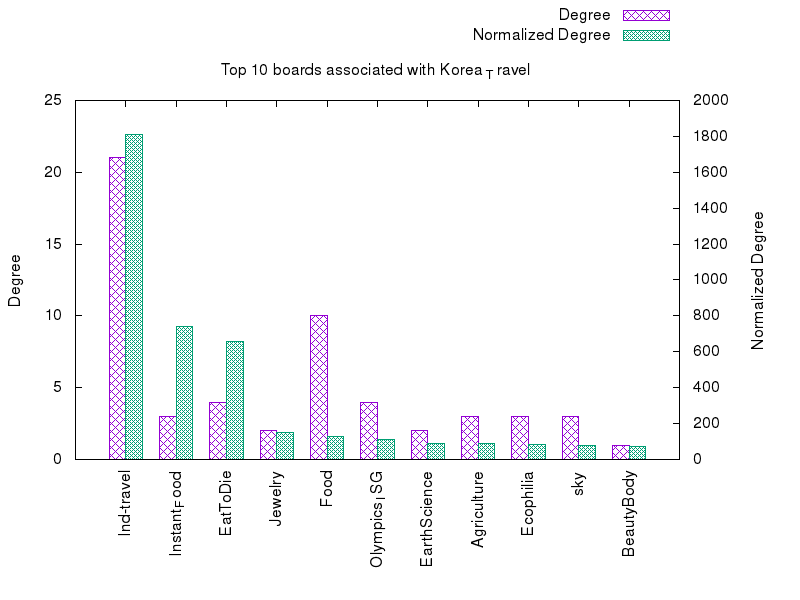 Degree
Normalized Degree
Top 10 boards associated with Korea_Travel
25
20
15
10
5
0
2000
1800
1600
1400
1200
1000
800
600
400
200
0
Degree
Normalized Degree
Ind-travel
Instant_Food
EatToDie
Jewelry
Food
Olympics_ISG
EarthScience
Agriculture
Ecophilia
sky
BeautyBody